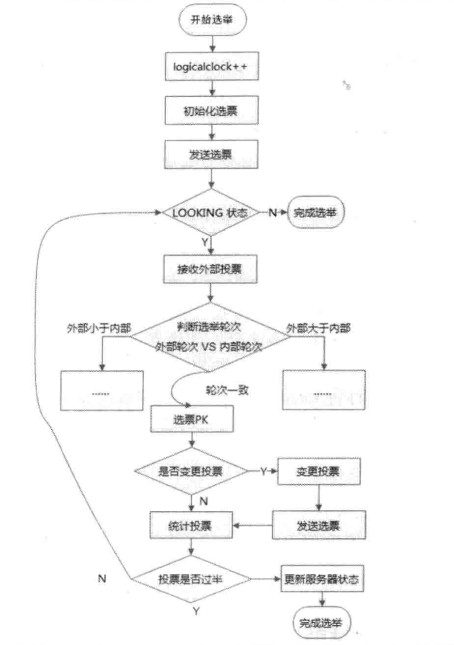 开始选举
logicalclock++
初始化选票
发送选票
LOOKING 状态
N
完成选举
Y
接收外部投票
判断选举轮次
外部轮次 VS 内部轮次
外部小于内部
外部大于内部
......
......
轮次一致
选票PK
是否变更投票
Y
变更投票
N
统计投票
发送选票
投票是否过半
N
更新服务器状态
Y
完成选举